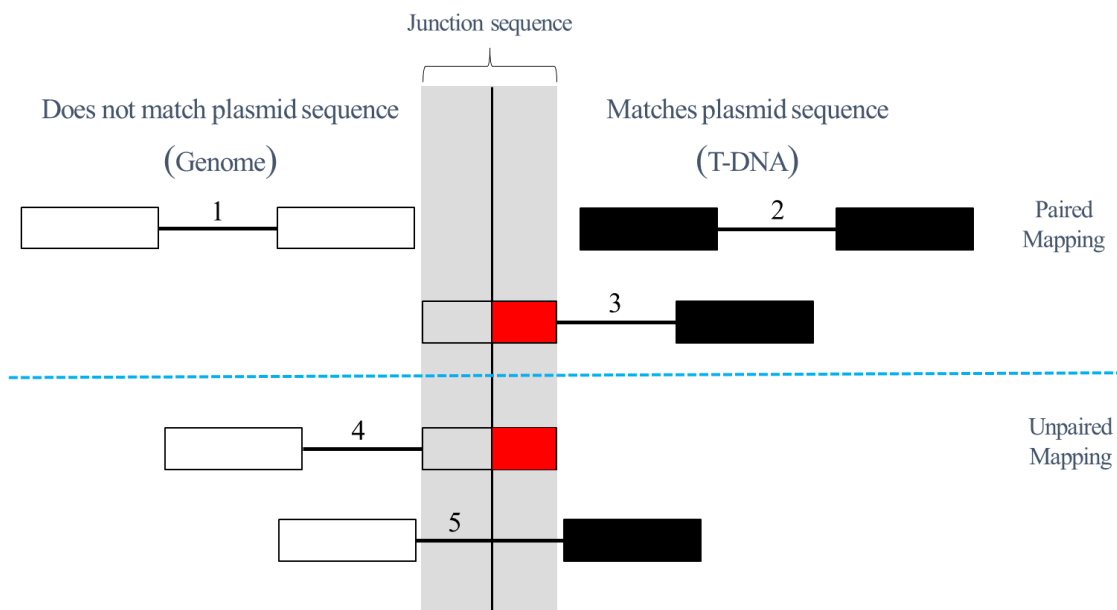 Junction sequence
Does not match plasmid sequence
(Genome)
Matches plasmid sequence
(T-DNA)
1
2
Paired
Mapping
3
4
Unpaired
Mapping
5